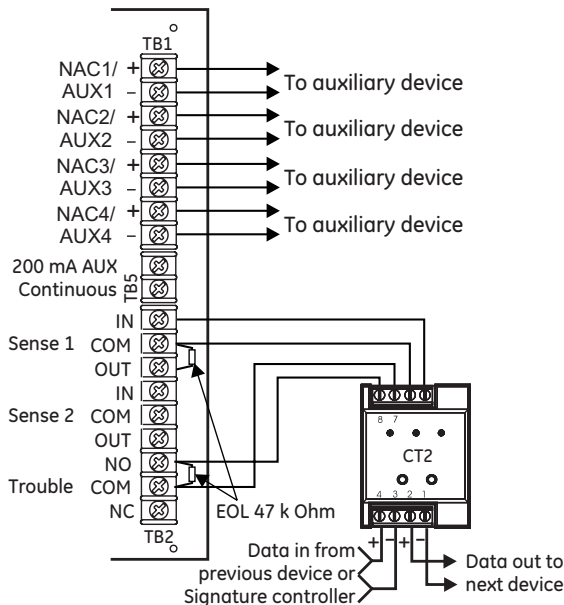 TB1
NAC1/ +
AUX1 –
To auxiliary device
NAC2/ +
AUX2 –
To auxiliary device
NAC3/ +
AUX3 –
To auxiliary device
NAC4/ +
AUX4 –
To auxiliary device
200 mA AUX
Continuous
TB5
IN
Sense 1 COM
OUT
IN
Sense 2 COM
OUT
NO
Trouble COM
NC
TB2
EOL 47 k Ohm
8 7
CT2
4 3 2 1
+ – + –
Data in from
previous device or
Signature controller
Data out to
next device